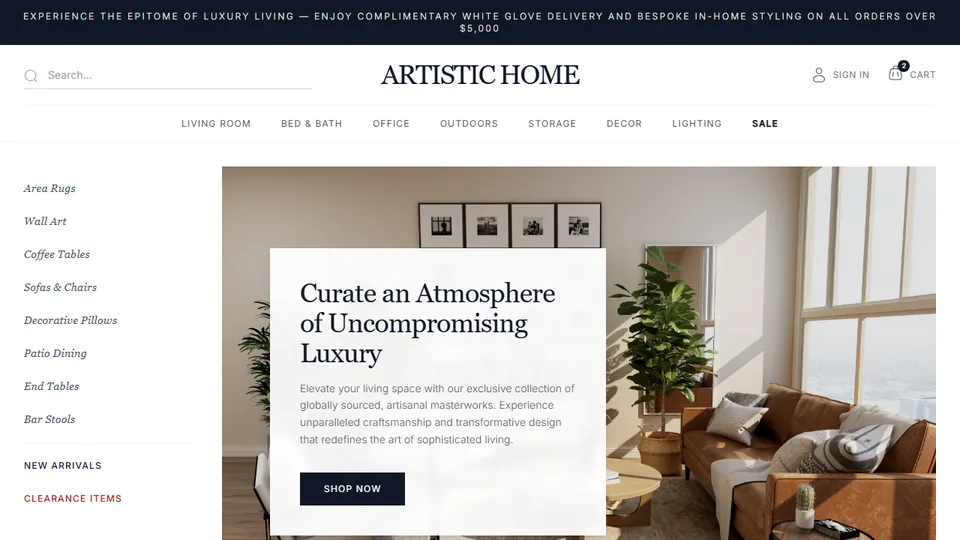 EXPERIENCE THE EPITOME OF LUXURY LIVING — ENJOY COMPLIMENTARY WHITE GLOVE DELIVERY AND BESPOKE IN-HOME STYLING ON ALL ORDERS OVER
$5,000
Search...
ARTISTIC HOME
SIGN IN
2
CART
LIVING ROOM
BED & BATH
OFFICE
OUTDOORS
STORAGE
DECOR
LIGHTING
SALE
Area Rugs
Wall Art
Coffee Tables
Sofas & Chairs
Decorative Pillows
Patio Dining
End Tables
Bar Stools
NEW ARRIVALS
CLEARANCE ITEMS
Curate an Atmosphere
of Uncompromising
Luxury
Elevate your living space with our exclusive collection of
globally sourced, artisanal masterworks. Experience
unparalleled craftsmanship and transformative design
that redefines the art of sophisticated living.
SHOP NOW